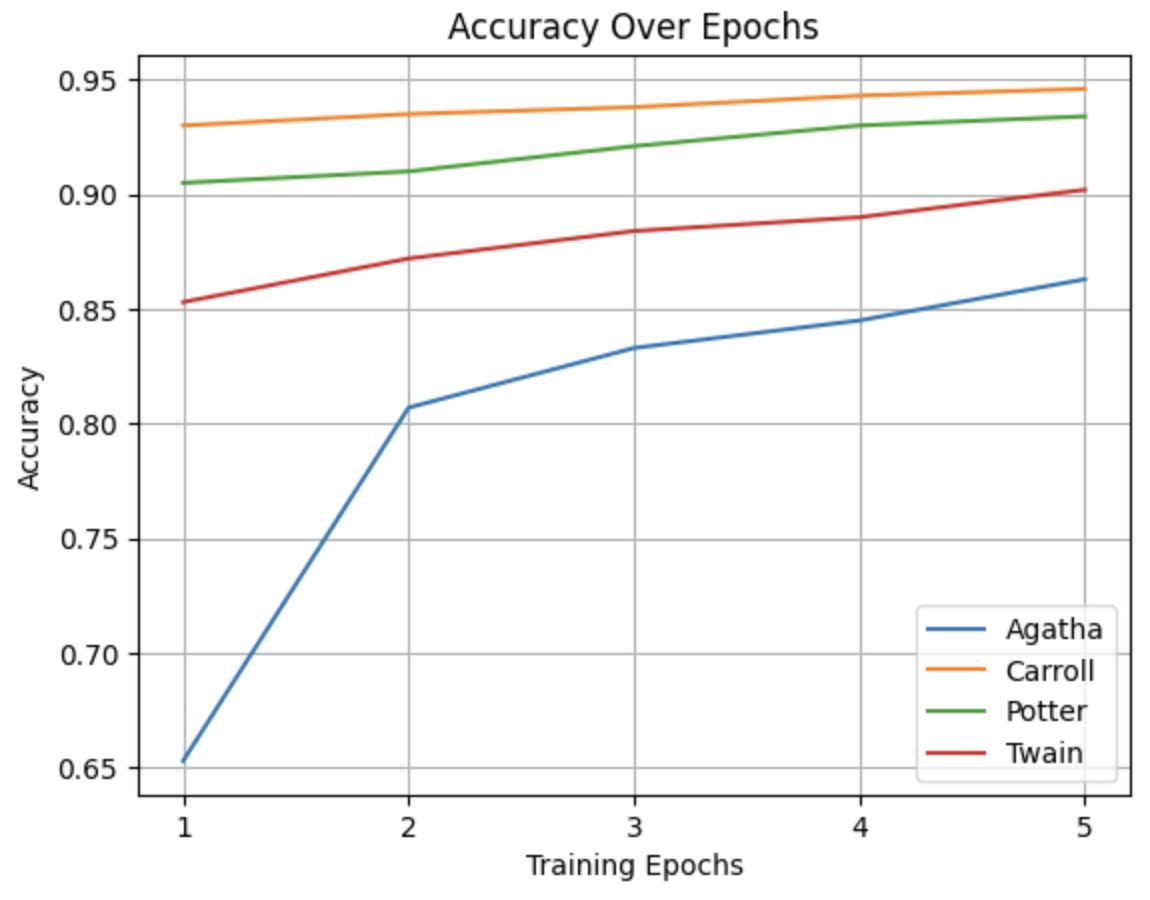 Accuracy Over Epochs
0.95
0.90
0.85
0.80
0.75
0.70
0.65
Accuracy
1 2 3 4 5
Training Epochs
Agatha
Carroll
Potter
Twain